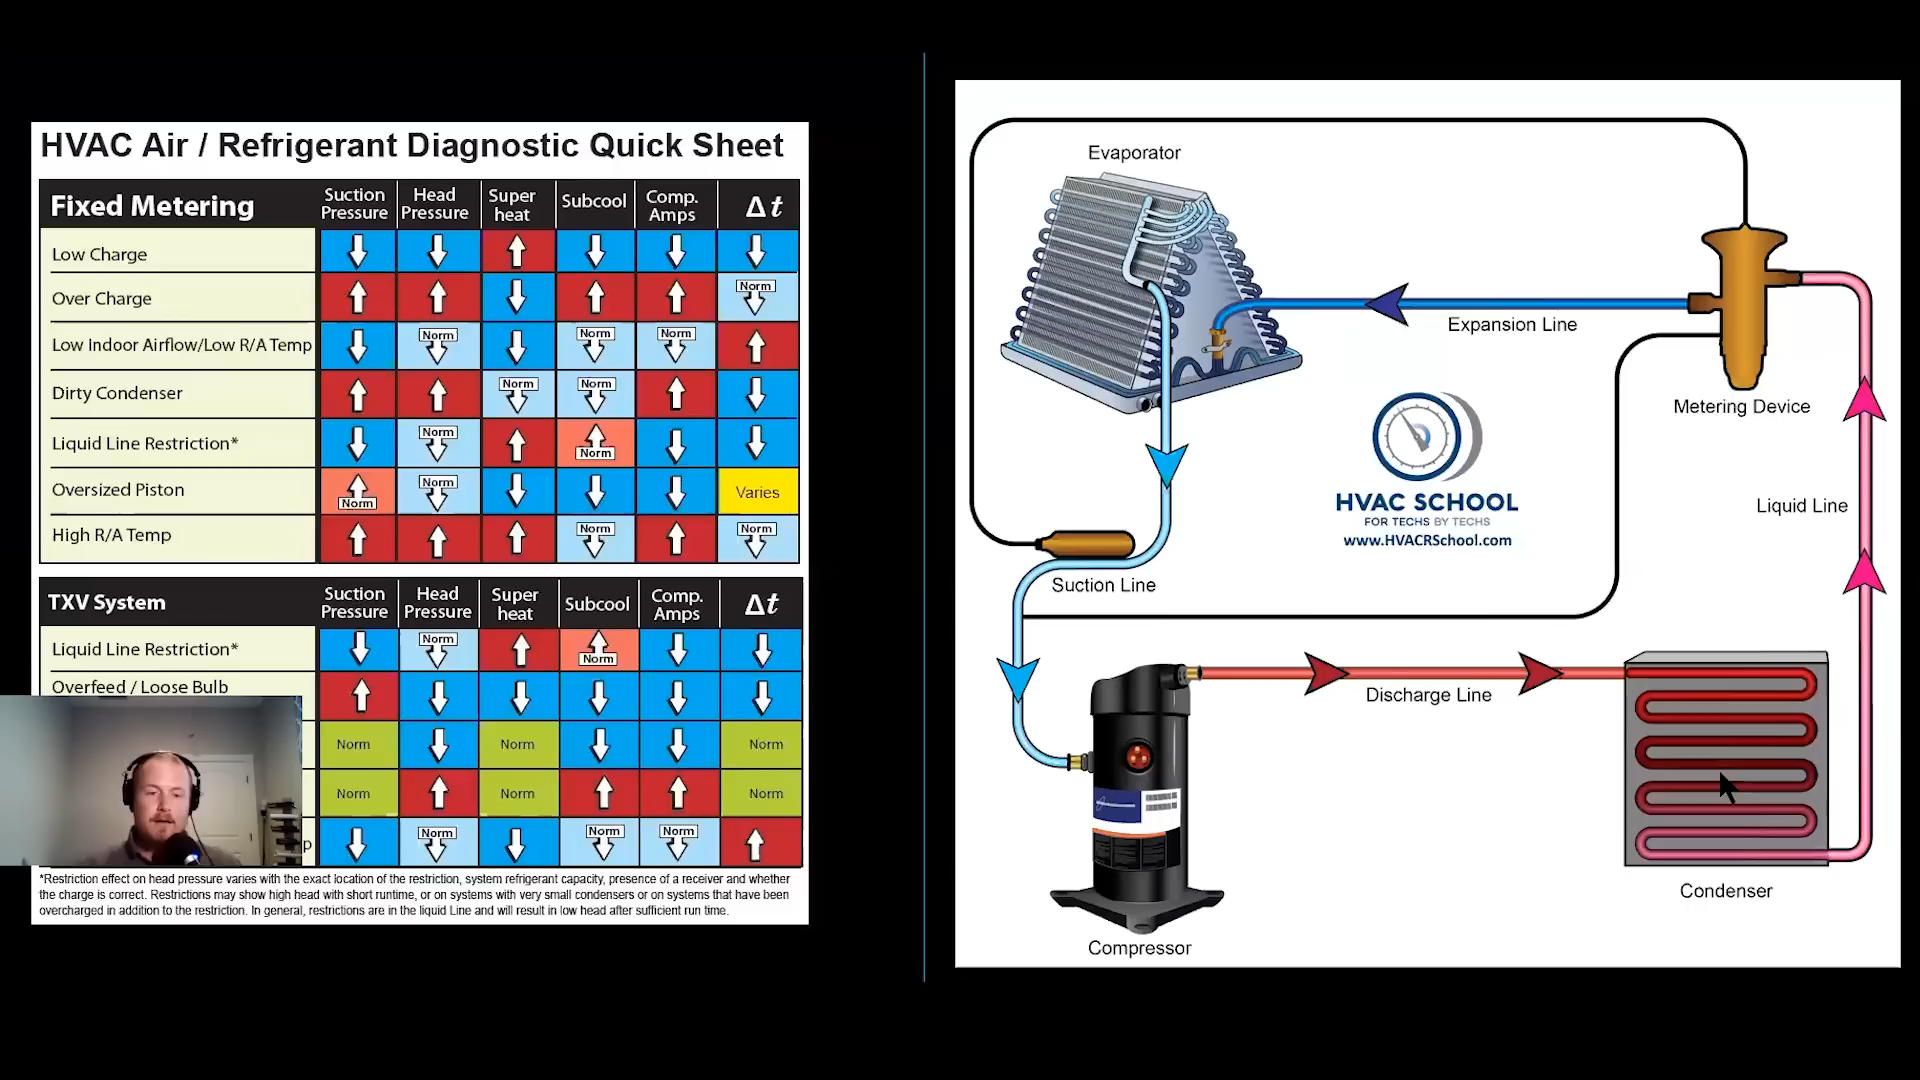 HVAC Air / Refrigerant Diagnostic Quick Sheet
Fixed Metering
Suction Pressure
Head Pressure
Super heat
Subcool
Comp. Amps
Δ t
Low Charge
Over Charge
Norm
Low Indoor Airflow/Low R/A Temp
Norm
Norm
Norm
Dirty Condenser
Norm
Norm
Liquid Line Restriction*
Norm
Norm
Oversized Piston
Norm
Norm
Varies
High R/A Temp
Norm
Norm
TXV System
Suction Pressure
Head Pressure
Super heat
Subcool
Comp. Amps
Δt
Liquid Line Restriction*
Norm
Norm
Overfeed / Loose Bulb
Norm
Norm
Norm
Norm
Norm
Norm
p
Norm
Norm
Norm
*Restriction effect on head pressure varies with the exact location of the restriction, system refrigerant capacity, presence of a receiver and whether
the charge is correct. Restrictions may show high head with short runtime, or on systems with very small condensers or on systems that have been
overcharged in addition to the restriction. In general, restrictions are in the liquid Line and will result in low head after sufficient run time.
Evaporator
Expansion Line
Metering Device
HVAC SCHOOL
FOR TECHS BY TECHS
www.HVACRSchool.com
Liquid Line
Suction Line
Discharge Line
Condenser
Compressor